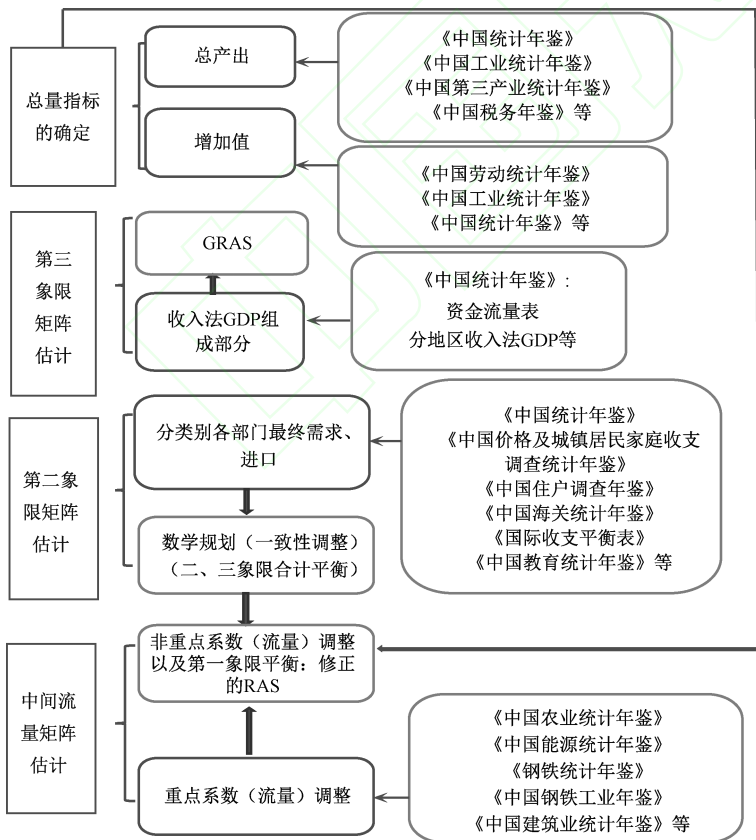 总量指标
的确定
总产出
增加值
《中国统计年鉴》
《中国工业统计年鉴》
《中国第三产业统计年鉴》
《中国税务年鉴》等
《中国劳动统计年鉴》
《中国工业统计年鉴》
《中国统计年鉴》等
第三
象限
矩阵
估计
GRAS
收入法GDP组
成部分
《中国统计年鉴》:
资金流量表
分地区收入法GDP等
第二象
限矩阵
估计
分类别各部门最终需求、
进口
数学规划（一致性调整）
（二、三象限合计平衡）
《中国统计年鉴》
《中国价格及城镇居民家庭收支
调查统计年鉴》
《中国住户调查年鉴》
《中国海关统计年鉴》
《国际收支平衡表》
《中国教育统计年鉴》等
中间流
量矩阵
估计
非重点系数（流量）调整
以及第一象限平衡：修正
的RAS
重点系数（流量）调整
《中国农业统计年鉴》
《中国能源统计年鉴》
《钢铁统计年鉴》
《中国钢铁工业年鉴》
《中国建筑业统计年鉴》等